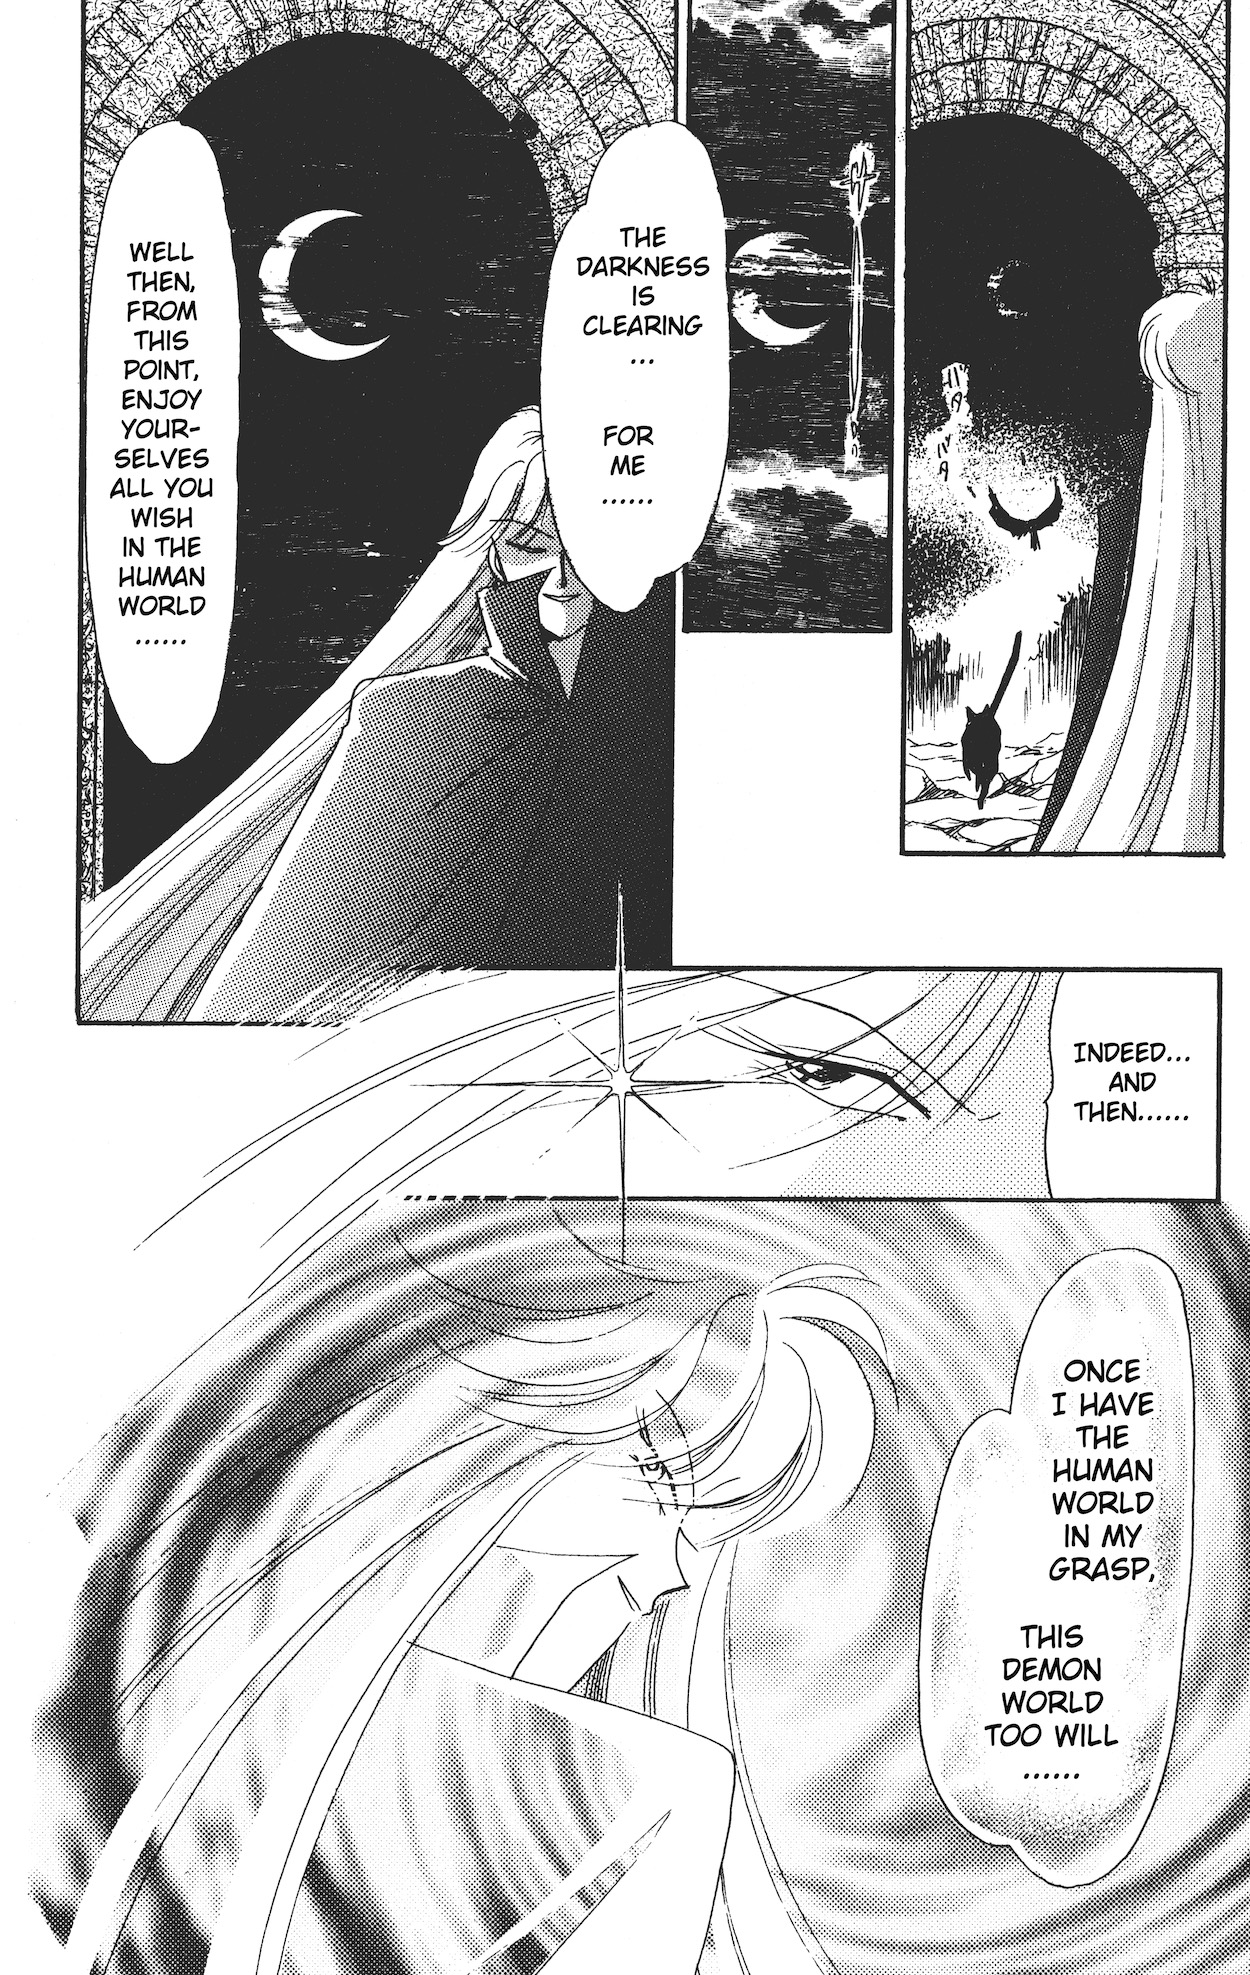 THE
DARKNESS
IS
CLEARING
...
FOR
ME
......
WELL
THEN,
FROM
THIS
POINT,
ENJOY
YOUR-
SELVES
ALL YOU
WISH
IN THE
HUMAN
WORLD
......
INDEED...
AND
THEN......
ONCE
I HAVE
THE
HUMAN
WORLD
IN MY
GRASP,
THIS
DEMON
WORLD
TOO WILL
......